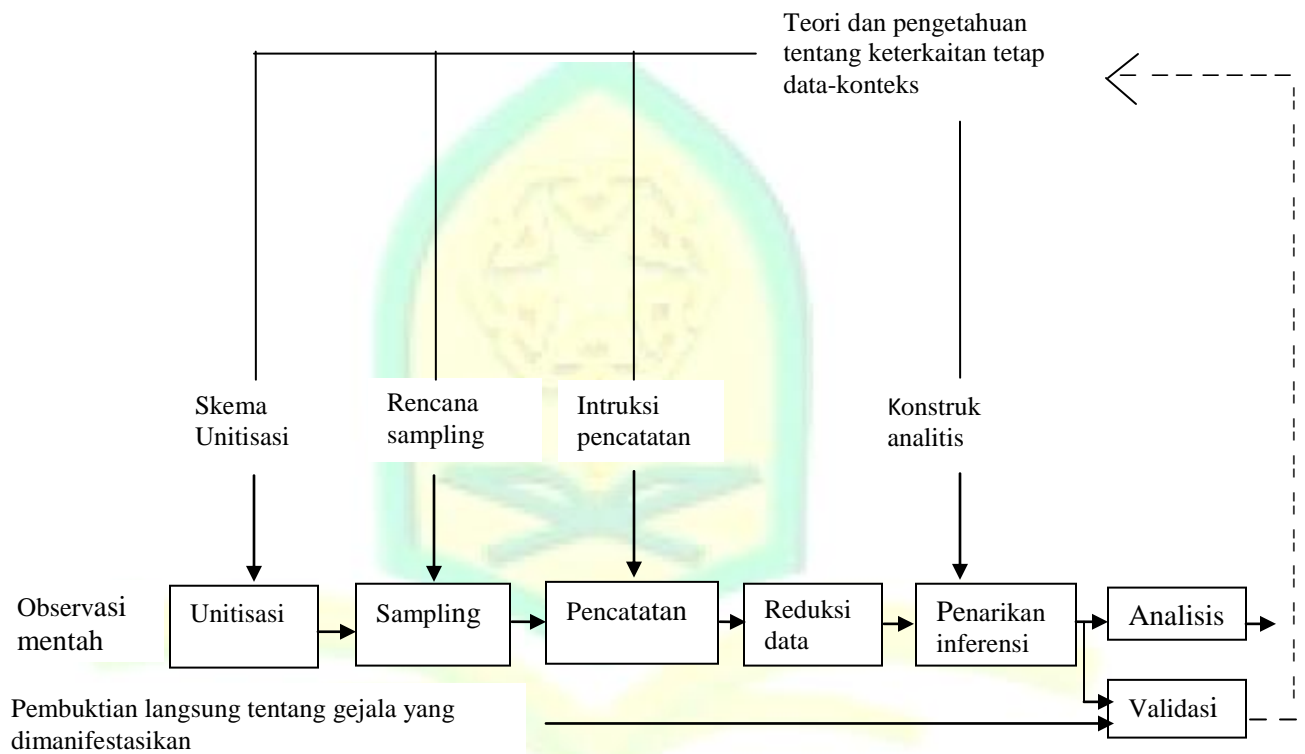 Teori dan pengetahuan
tentang keterkaitan tetap
data-konteks
Skema
Unitisasi
Rencana
sampling
Intruksi
pencatatan
Konstruk
analitis
Observasi
mentah
Unitisasi
Sampling
Pencatatan
Reduksi
data
Penarikan
inferensi
Analisis
Validasi
Pembuktian langsung tentang gejala yang
dimanifestasikan